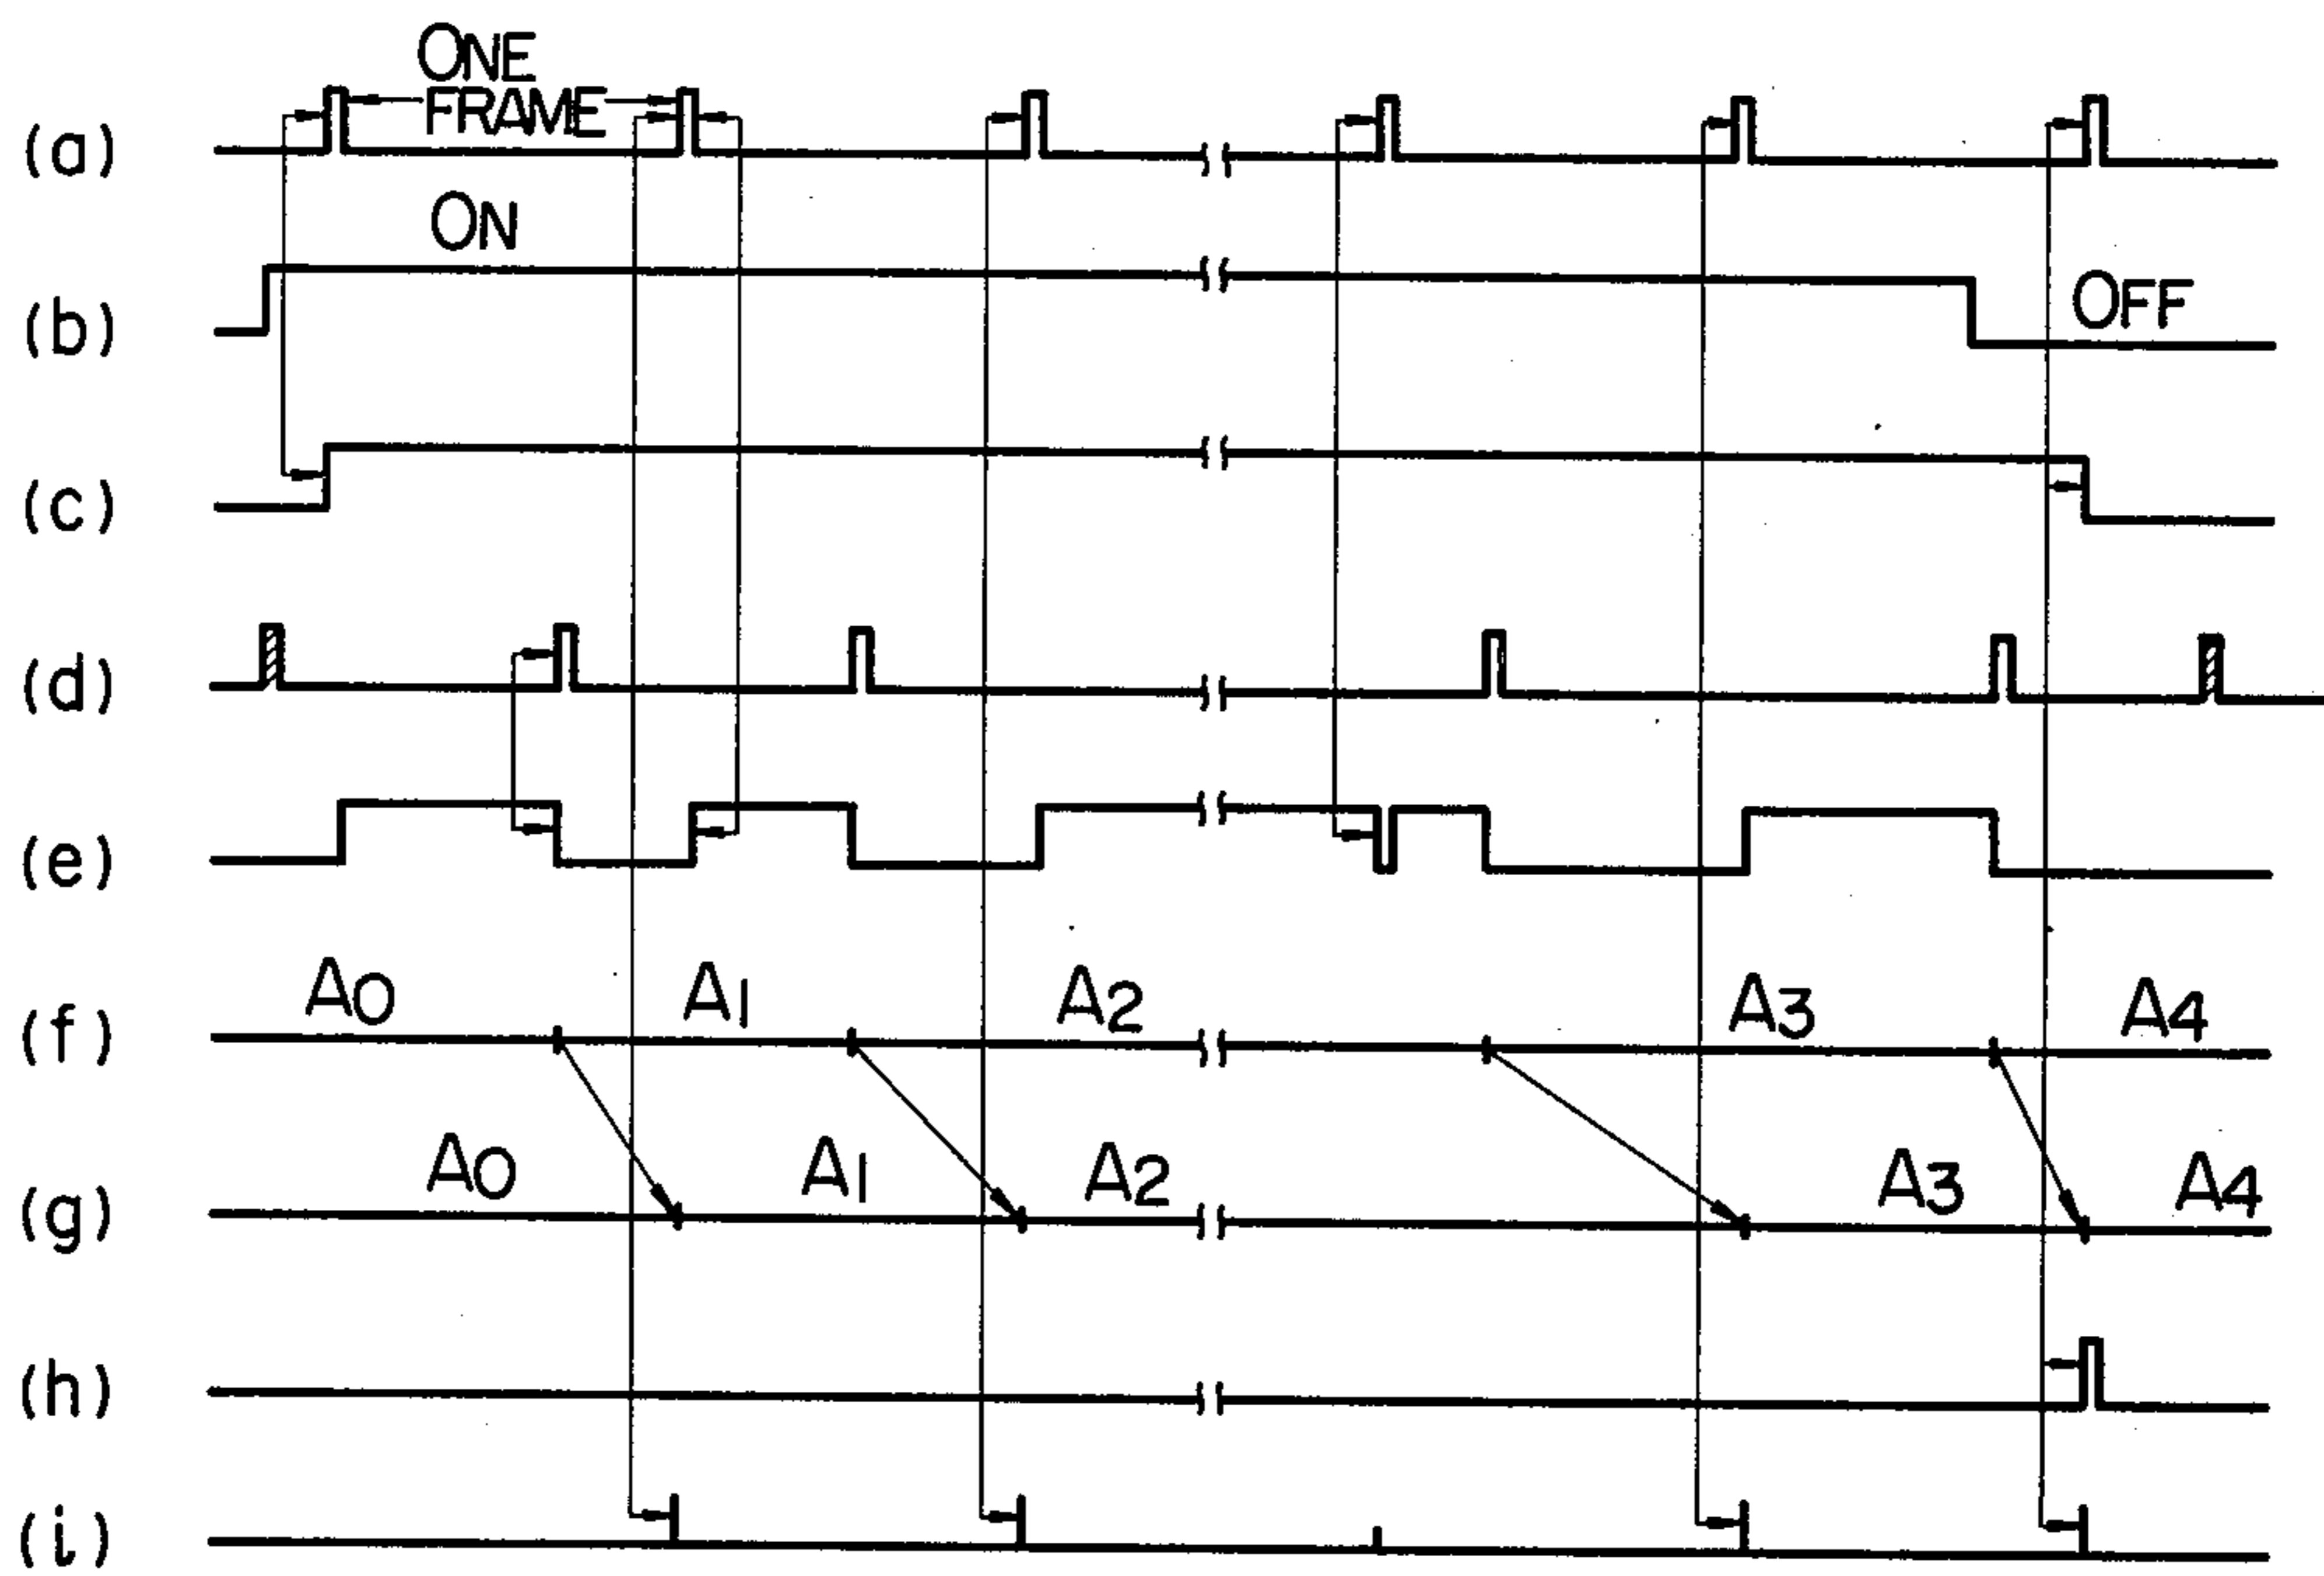 ONE
FRAME
(a)
ON
(b)
OFF
(c)
(d)
(e)
A0 A1 A2 A3 A4
(f)
A0 A1 A2 A3 A4
(g)
(h)
(i)